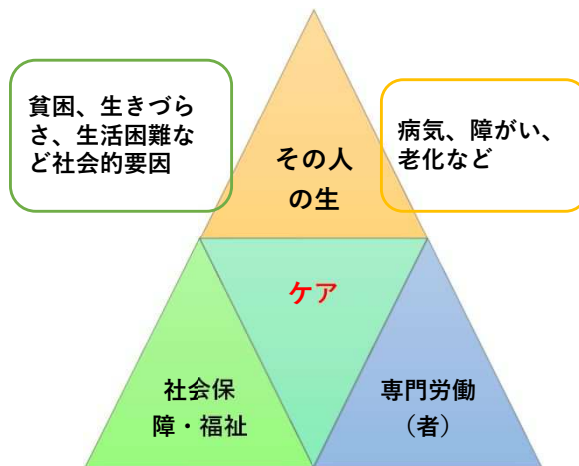 貧困、生きづら
さ、生活困難な
ど社会的要因
病気、障がい、
老化など
その人
の生
ケア
社会保
障・福祉
専門労働
（者）